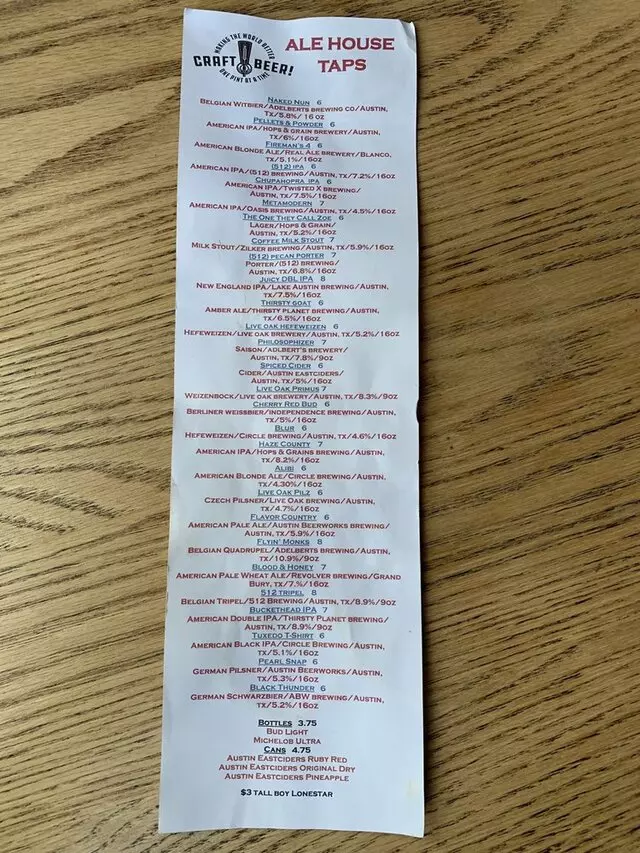 MAKING THE WORLD BETTER
CRAFT BEER!
ONE PINT AT A TIME
ALE HOUSE
TAPS
Naked Nun 6
Belgian Witbier/Adelberts brewing co/Austin,
TX/5.8%/ 16 oz
Pellets & Powder 6
American IPA/Hops & grain brewery/Austin,
TX/6%/16oz
Fireman's 4 6
American Blonde Ale/Real Ale brewery/Blanco,
TX/5.1%/16oz
(512) IPA 6
American IPA/(512) brewing/Austin, TX/7.2%/16oz
Chupahopra IPA 6
American IPA/Twisted X brewing/
Austin, TX/7.5%/16oz
Metamodern 7
American IPA/Oasis brewing/Austin, TX/4.5%/16oz
The One They Call Zoe 6
Lager/Hops & Grain/
Austin, TX/5.2%/16oz
Coffee Milk Stout 7
Milk Stout/Zilker brewing/Austin, TX/5.9%/16oz
(512) pecan porter 7
Porter/(512) brewing/
Austin, TX/6.8%/16oz
Juicy DBL IPA 8
New England IPA/Lake Austin brewing/Austin,
TX/7.5%/16oz
Thirsty goat 6
Amber ale/thirsty planet brewing/Austin,
TX/6.5%/16oz
Live Oak Hefeweizen 6
Hefeweizen/live oak brewery/Austin, TX/5.2%/16oz
Philosophizer 7
Saison/adlbert's brewery/
Austin, TX/7.8%/9oz
Spiced Cider 6
Cider/Austin eastciders/
Austin, TX/5%/16oz
Live Oak Primus 7
Weizenbock/live oak brewery/Austin, TX/8.3%/9oz
Cherry Red Bud 6
Berliner weissbier/independence brewing/Austin,
TX/5%/16oz
Blur 6
Hefeweizen/Circle brewing/Austin, TX/4.6%/16oz
Haze County 7
American IPA/Hops & Grains brewing/Austin,
TX/8.2%/16oz
Alibi 6
American Blonde Ale/Circle brewing/Austin,
TX/4.30%/16oz
Live Oak Pilz 6
Czech Pilsner/Live Oak brewing/Austin,
TX/4.7%/16oz
Flavor Country 6
American Pale Ale/Austin Beerworks brewing/
Austin, TX/5.9%/16oz
Flyin' Monks 8
Belgian Quadrupel/Adelberts brewing/Austin,
TX/10.9%/9oz
Blood & Honey 7
American Pale Wheat Ale/Revolver brewing/Grand
Bury, TX/7.%/16oz
512 tripel 8
Belgian Tripel/512 Brewing/Austin, TX/8.9%/9oz
Buckethead IPA 7
American Double IPA/Thirsty Planet brewing/
Austin, TX/8.9%/9oz
Tuxedo T-Shirt 6
American Black IPA/Circle Brewing/Austin,
TX/5.1%/16oz
Pearl Snap 6
German Pilsner/Austin Beerworks/Austin,
TX/5.3%/16oz
Black Thunder 6
German Schwarzbier/ABW brewing/Austin,
TX/5.2%/16oz
Bottles 3.75
Bud Light
Michelob Ultra
Cans 4.75
Austin Eastciders Ruby Red
Austin Eastciders Original Dry
Austin Eastciders Pineapple
$3 tall boy Lonestar